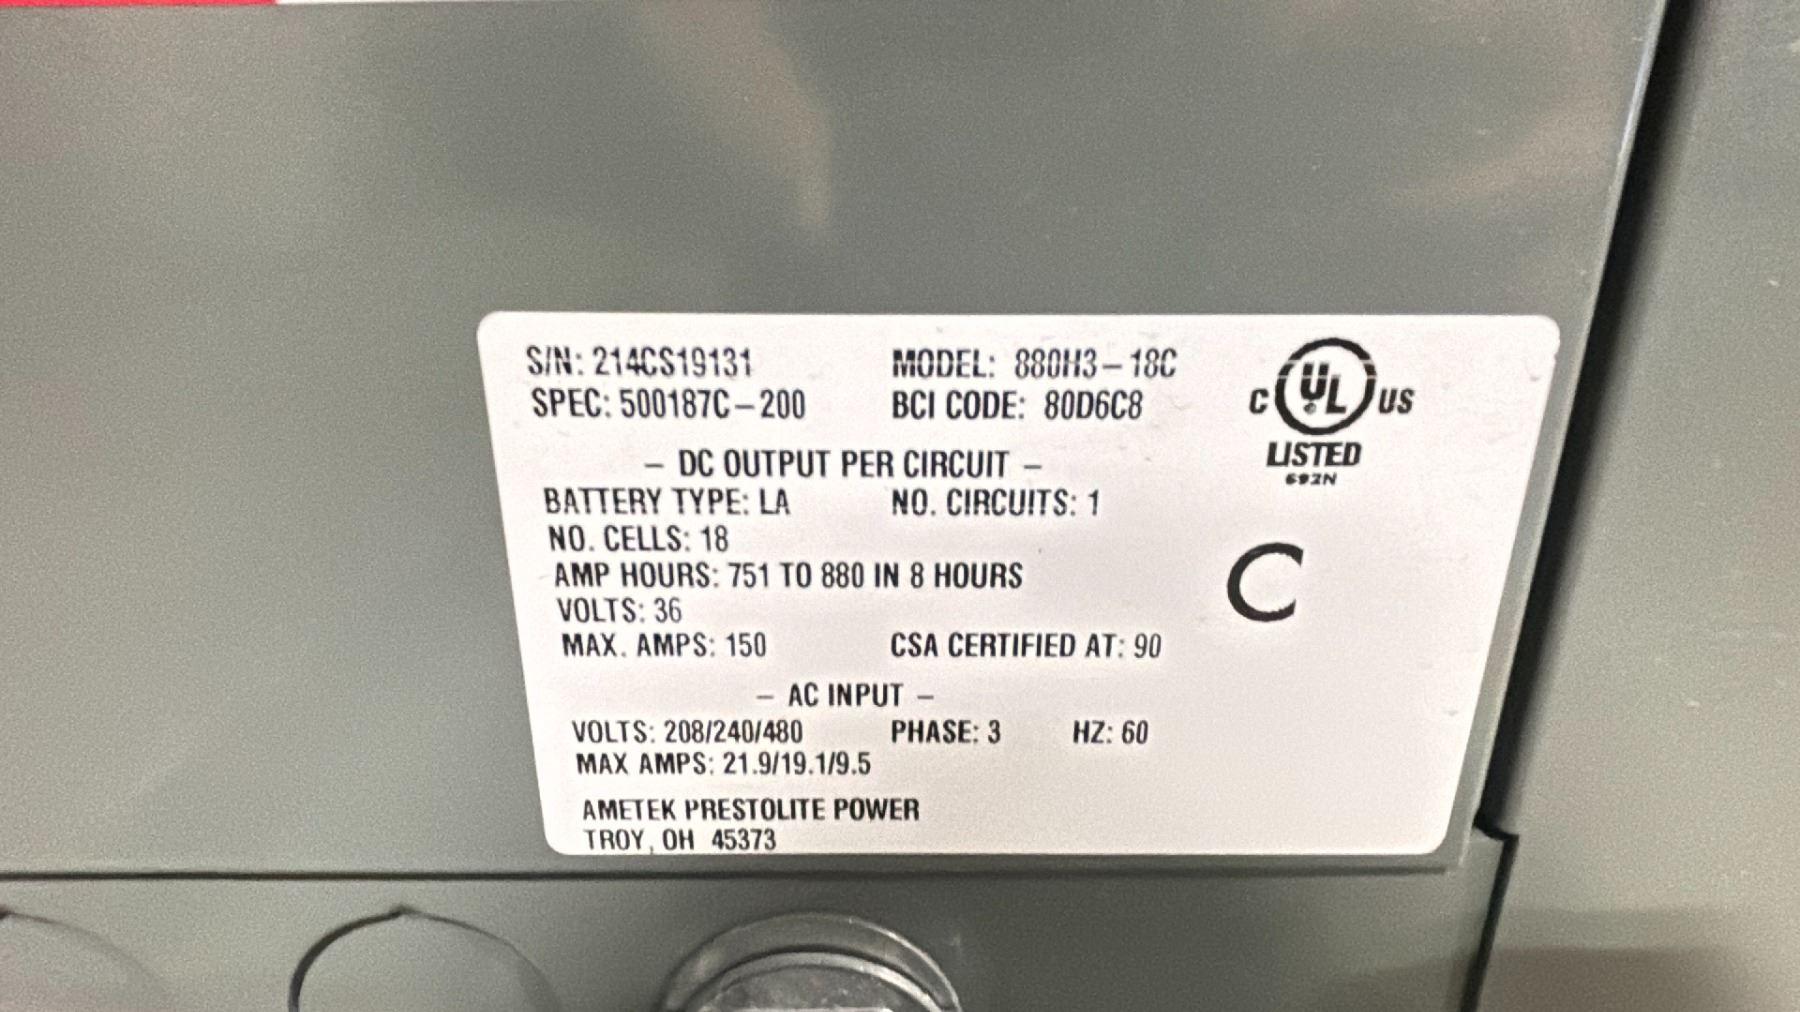 S/N: 214CS19131 MODEL: 880H3-18C
SPEC: 500187C-200 BCI CODE: 80D6C8
C UL US
LISTED
692N
- DC OUTPUT PER CIRCUIT -
BATTERY TYPE: LA NO. CIRCUITS: 1
NO. CELLS: 18
AMP HOURS: 751 TO 880 IN 8 HOURS
C
VOLTS: 36
MAX. AMPS: 150 CSA CERTIFIED AT: 90
- AC INPUT -
VOLTS: 208/240/480 PHASE: 3 HZ: 60
MAX AMPS: 21.9/19.1/9.5
AMETEK PRESTOLITE POWER
TROY, OH 45373